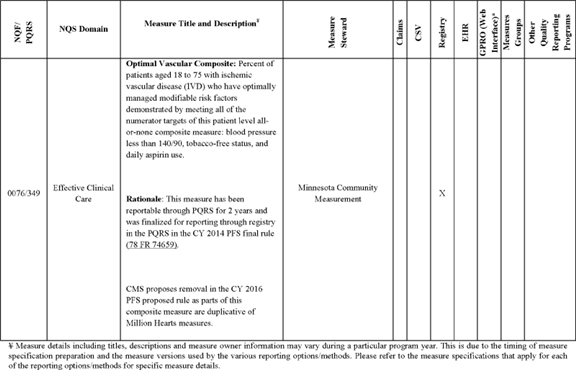 NQF/
PQRS
NQS Domain
Measure Title and Description¥
Measure
Steward
Claims
CSV
Registry
EHR
GPRO (Web
Interface)*
Measures
Groups
Other
Quality
Reporting
Programs
0076/349
Effective Clinical
Care
Optimal Vascular Composite: Percent of
patients aged 18 to 75 with ischemic
vascular disease (IVD) who have optimally
managed modifiable risk factors
demonstrated by meeting all of the
numerator targets of this patient level all-
or-none composite measure: blood pressure
less than 140/90, tobacco-free status, and
daily aspirin use.
Rationale: This measure has been
reportable through PQRS for 2 years and
was finalized for reporting through registry
in the PQRS in the CY 2014 PFS final rule
(78 FR 74659).
CMS proposes removal in the CY 2016
PFS proposed rule as parts of this
composite measure are duplicative of
Million Hearts measures.
Minnesota Community
Measurement
X
¥ Measure details including titles, descriptions and measure owner information may vary during a particular program year. This is due to the timing of measure
specification preparation and the measure versions used by the various reporting options/methods. Please refer to the measure specifications that apply for each
of the reporting options/methods for specific measure details.